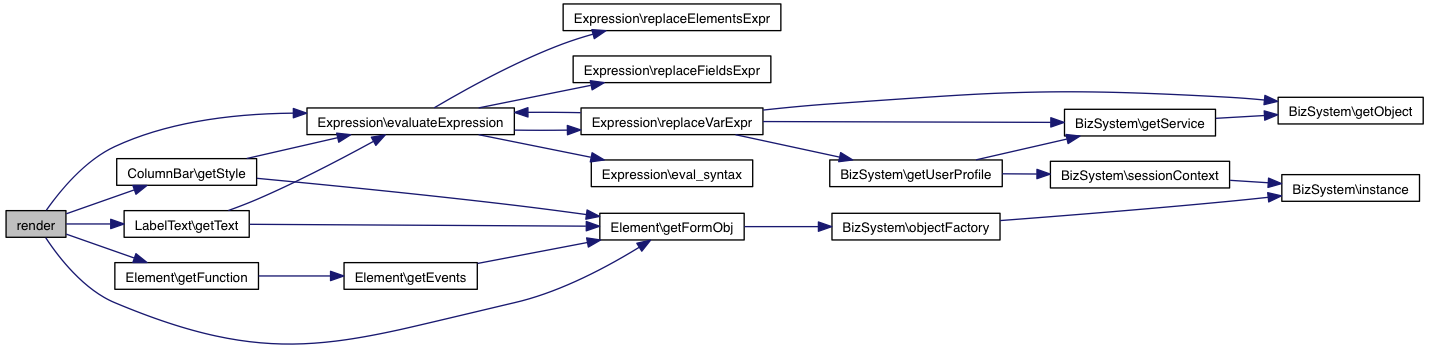 Expression\replaceElementsExpr
Expression\replaceFieldsExpr
Expression\evaluateExpression
Expression\replaceVarExpr
BizSystem\getService
BizSystem\getObject
ColumnBar\getStyle
Expression\eval_syntax
BizSystem\getUserProfile
BizSystem\sessionContext
BizSystem\instance
render
LabelText\getText
Element\getFormObj
BizSystem\objectFactory
Element\getFunction
Element\getEvents